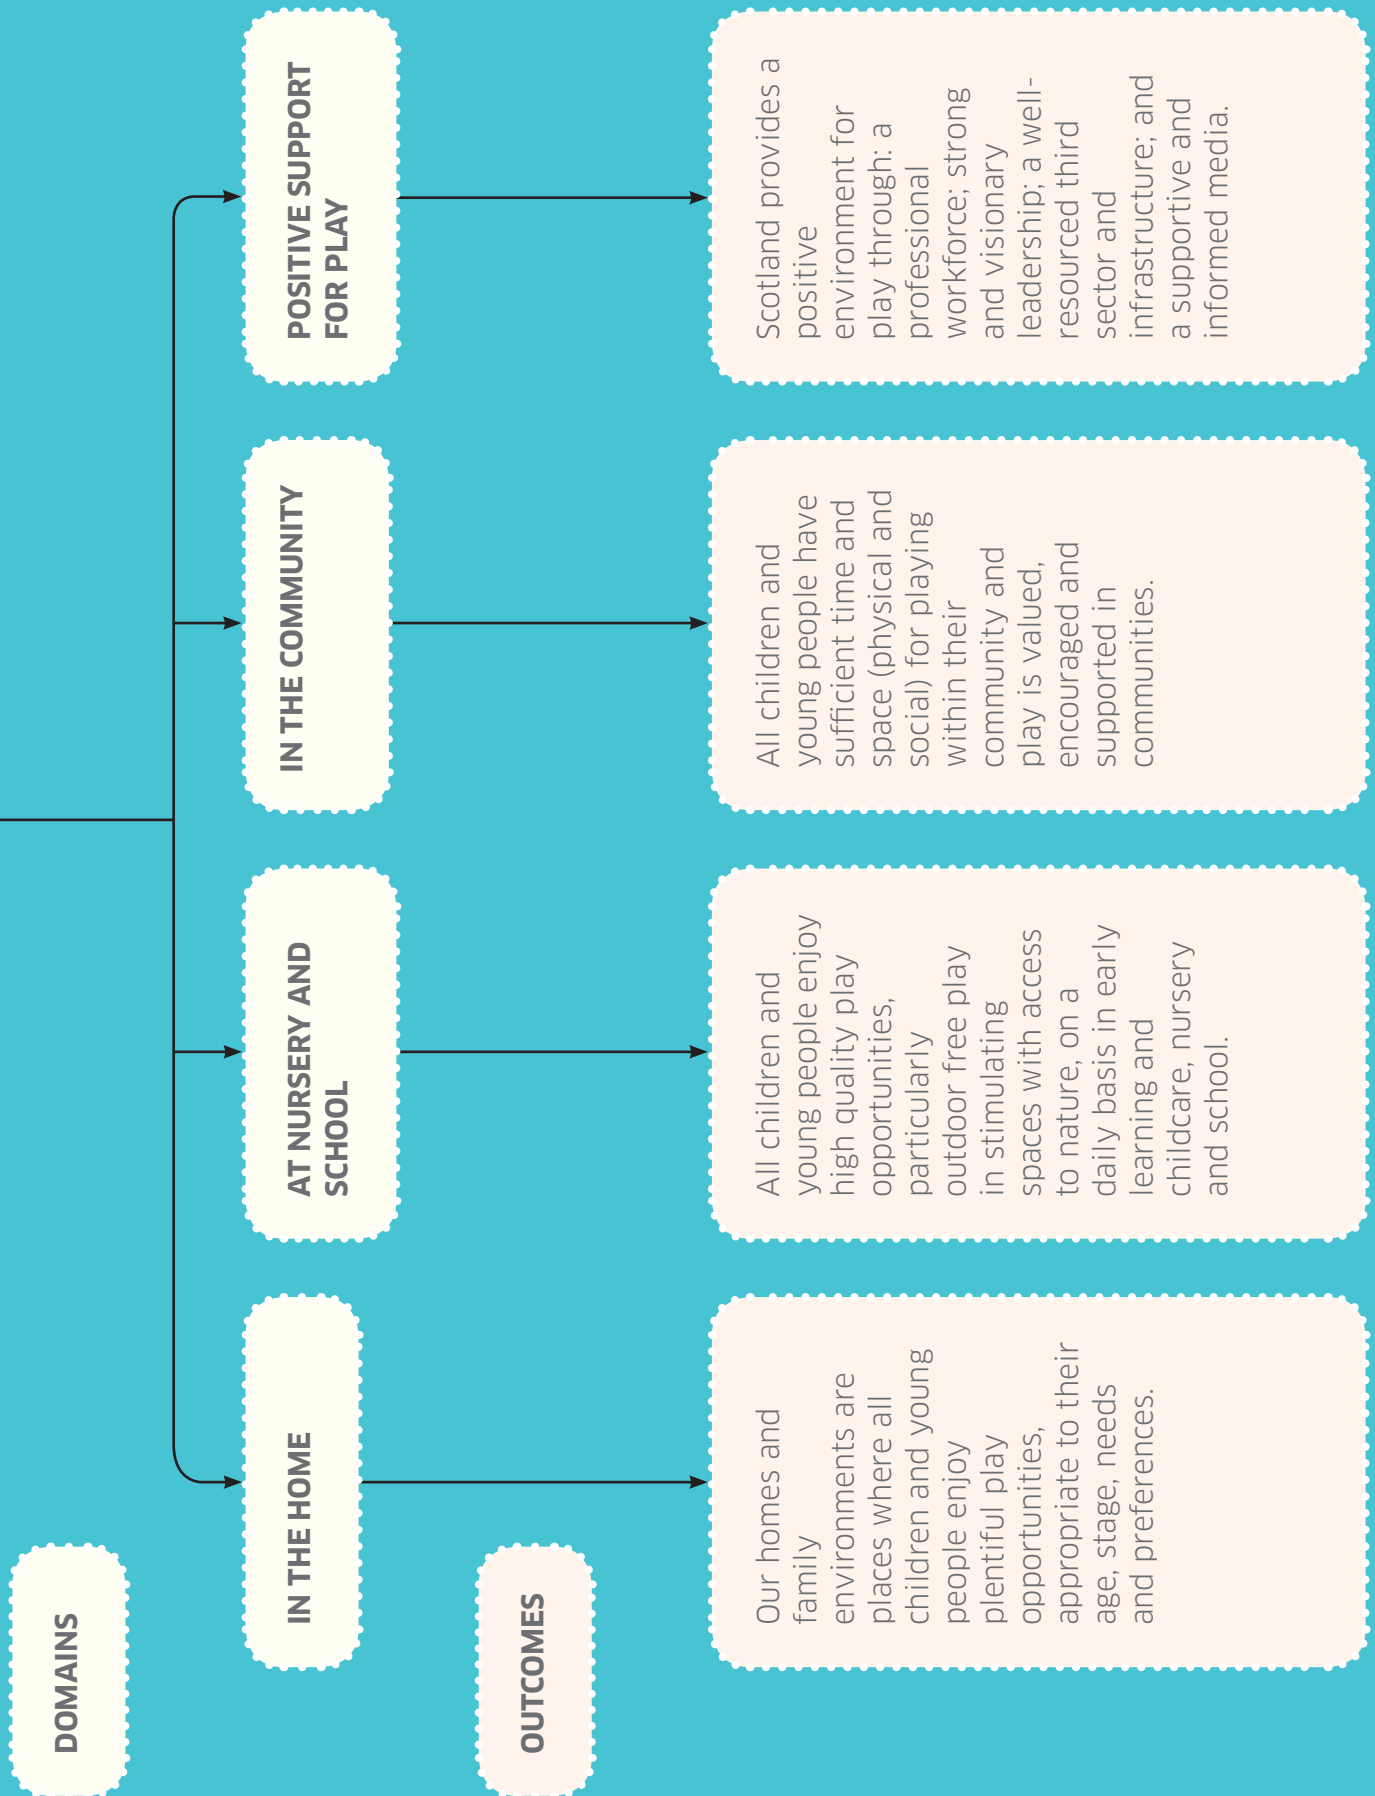 DOMAINS
IN THE HOME
AT NURSERY AND
SCHOOL
IN THE COMMUNITY
POSITIVE SUPPORT
FOR PLAY
OUTCOMES
Our homes and
family
environments are
places where all
children and young
people enjoy
plentiful play
opportunities,
appropriate to their
age, stage, needs
and preferences.
All children and
young people enjoy
high quality play
opportunities,
particularly
outdoor free play
in stimulating
spaces with access
to nature, on a
daily basis in early
learning and
childcare, nursery
and school.
All children and
young people have
sufficient time and
space (physical and
social) for playing
within their
community and
play is valued,
encouraged and
supported in
communities.
Scotland provides a
positive
environment for
play through: a
professional
workforce; strong
and visionary
leadership; a well-
resourced third
sector and
infrastructure; and
a supportive and
informed media.